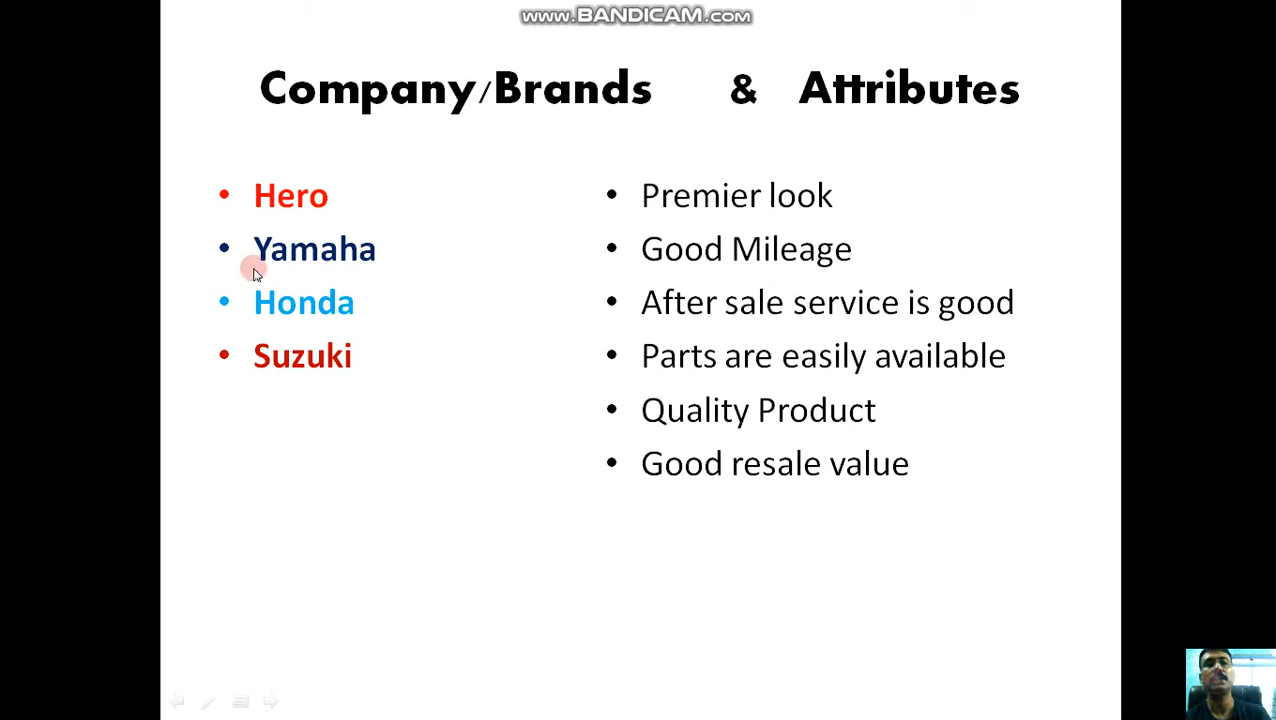 www.BANDICAM.com
Company/Brands & Attributes
• Hero
• Yamaha
• Honda
• Suzuki
• Premier look
• Good Mileage
• After sale service is good
• Parts are easily available
• Quality Product
• Good resale value